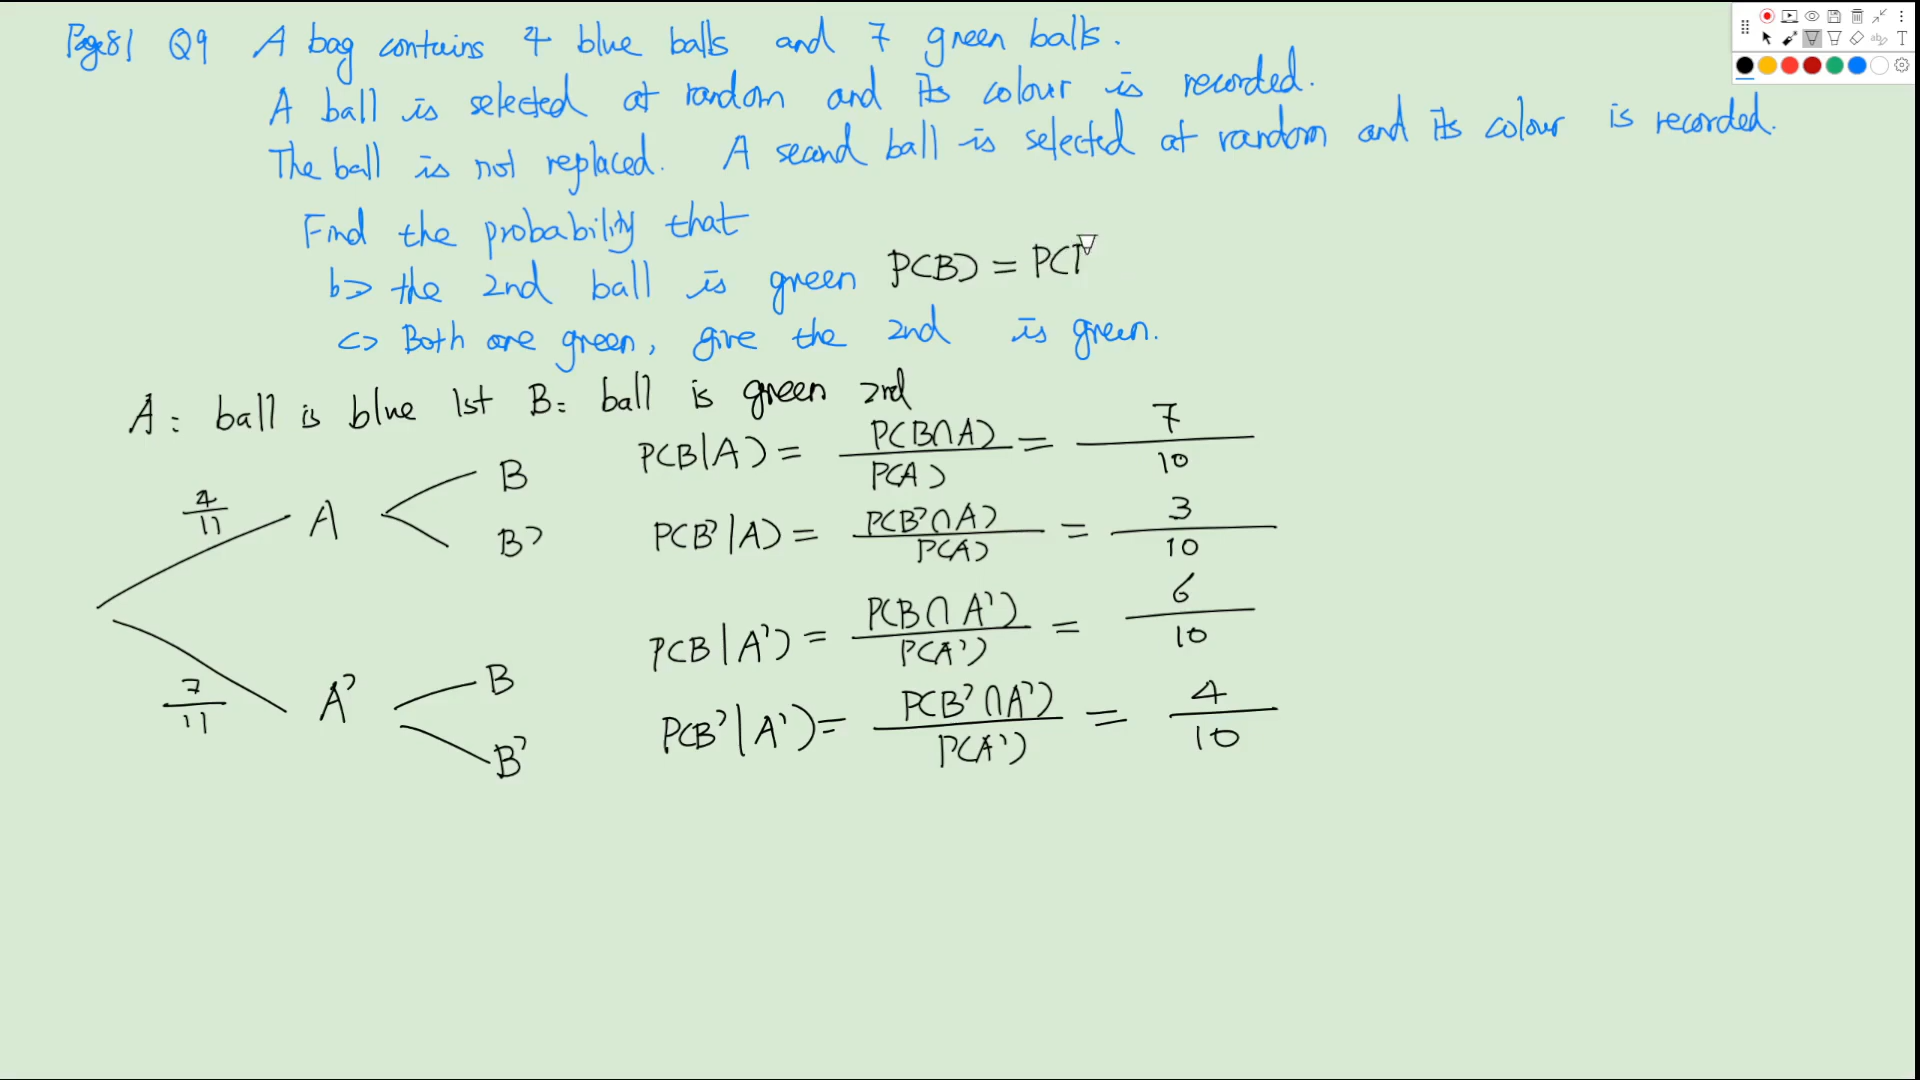 Page81 Q9 A bag contains 4 blue balls and 7 green balls.
A ball is selected at random and its colour is recorded.
The ball is not replaced. A second ball is selected at random and its colour is recorded.
Find the probability that
b> the 2nd ball is green P(B) = P(
c> Both are green, give the 2nd is green.
A: ball is blue 1st B: ball is green 2rd
P(B|A) = P(B∩A) / P(A) = 7/10
4/11 A B
B'
P(B'|A) = P(B'∩A) / P(A) = 3/10
P(B|A') = P(B∩A') / P(A') = 6/10
7/11 A' B
B'
P(B'|A') = P(B'∩A') / P(A') = 4/10